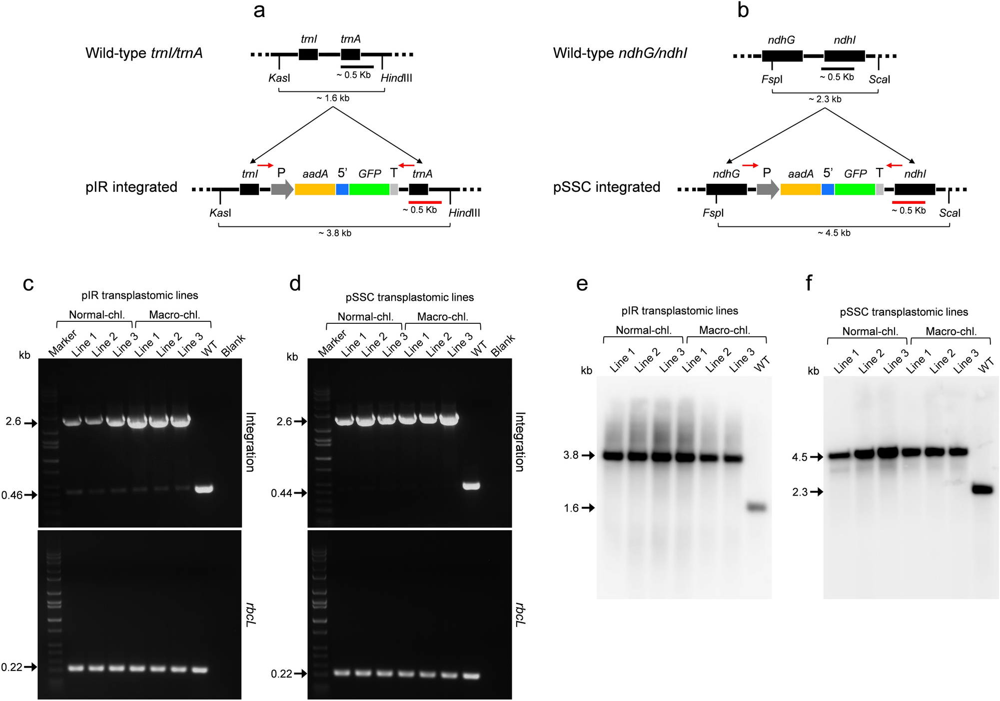 a
trnI trnA
Wild-type trnI/trnA
~ 0.5 Kb
KasI HindIII
~ 1.6 kb
trnI P aadA 5' GFP T trnA
pIR integrated
~ 0.5 Kb
KasI HindIII
~ 3.8 kb
b
ndhG ndhI
Wild-type ndhG/ndhI
~ 0.5 Kb
FspI ScaI
~ 2.3 kb
ndhG P aadA 5' GFP T ndhI
pSSC integrated
~ 0.5 Kb
FspI ScaI
~ 4.5 kb
c
pIR transplastomic lines
Normal-chl. Macro-chl.
Marker Line 1 Line 2 Line 3 Line 1 Line 2 Line 3 WT Blank
kb
2.6
0.46
Integration
0.22
rbcL
d
pSSC transplastomic lines
Normal-chl. Macro-chl.
Marker Line 1 Line 2 Line 3 Line 1 Line 2 Line 3 WT Blank
kb
2.6
0.44
Integration
0.22
rbcL
e
pIR transplastomic lines
Normal-chl. Macro-chl.
Line 1 Line 2 Line 3 Line 1 Line 2 Line 3 WT
kb
3.8
1.6
f
pSSC transplastomic lines
Normal-chl. Macro-chl.
Line 1 Line 2 Line 3 Line 1 Line 2 Line 3 WT
kb
4.5
2.3